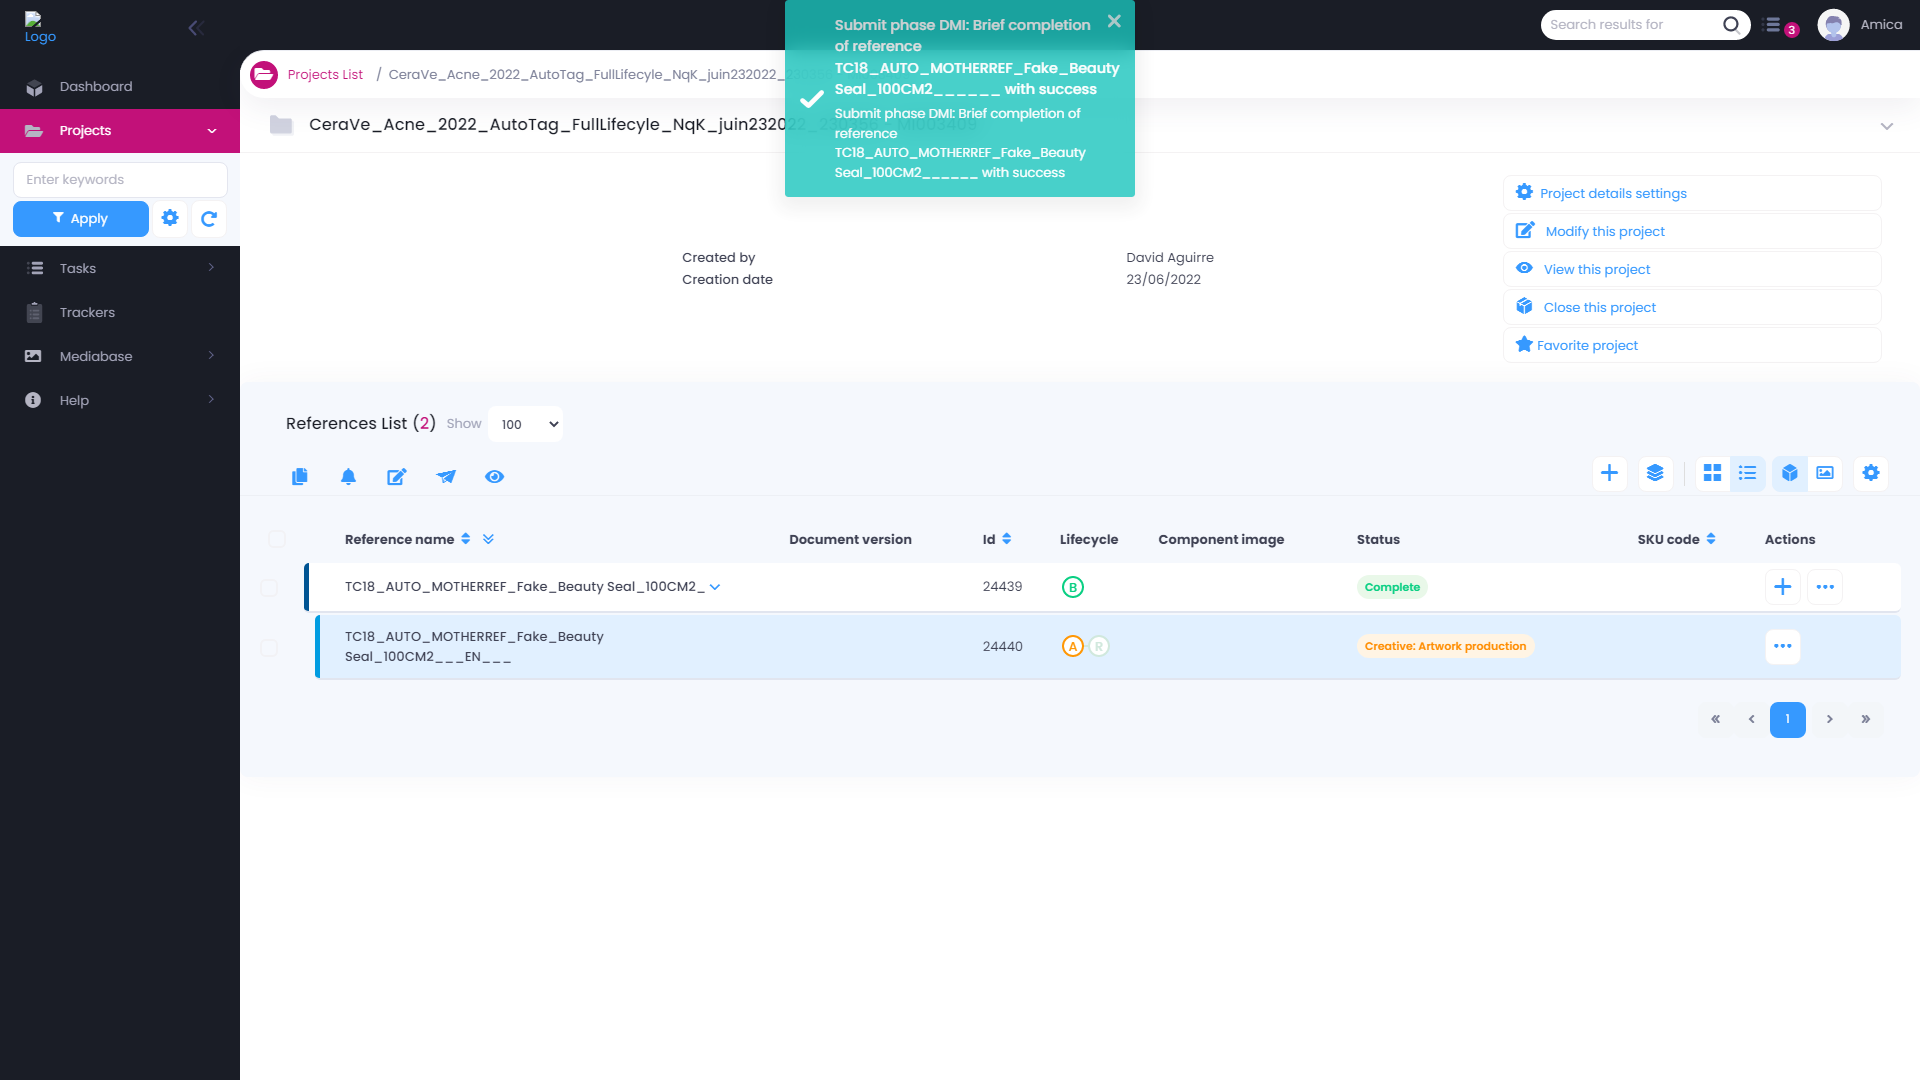 Logo
Dashboard
Projects
Enter keywords
Apply
Tasks
Trackers
Mediabase
Help
Search results for
3
Amica
Submit phase DMI: Brief completion
of reference
TC18_AUTO_MOTHERREF_Fake_Beauty
Seal_100CM2______ with success
Submit phase DMI: Brief completion of
reference
TC18_AUTO_MOTHERREF_Fake_Beauty
Seal_100CM2______ with success
Projects List / CeraVe_Acne_2022_AutoTag_FullLifecyle_NqK_juin232022_
CeraVe_Acne_2022_AutoTag_FullLifecyle_NqK_juin232022_
Created by David Aguirre
Creation date 23/06/2022
Project details settings
Modify this project
View this project
Close this project
Favorite project
References List (2) Show 100
Reference name Document version Id Lifecycle Component image Status SKU code Actions
TC18_AUTO_MOTHERREF_Fake_Beauty Seal_100CM2_ 24439 B Complete
TC18_AUTO_MOTHERREF_Fake_Beauty
Seal_100CM2___EN___ 24440 A R Creative: Artwork production
« ‹ 1 › »